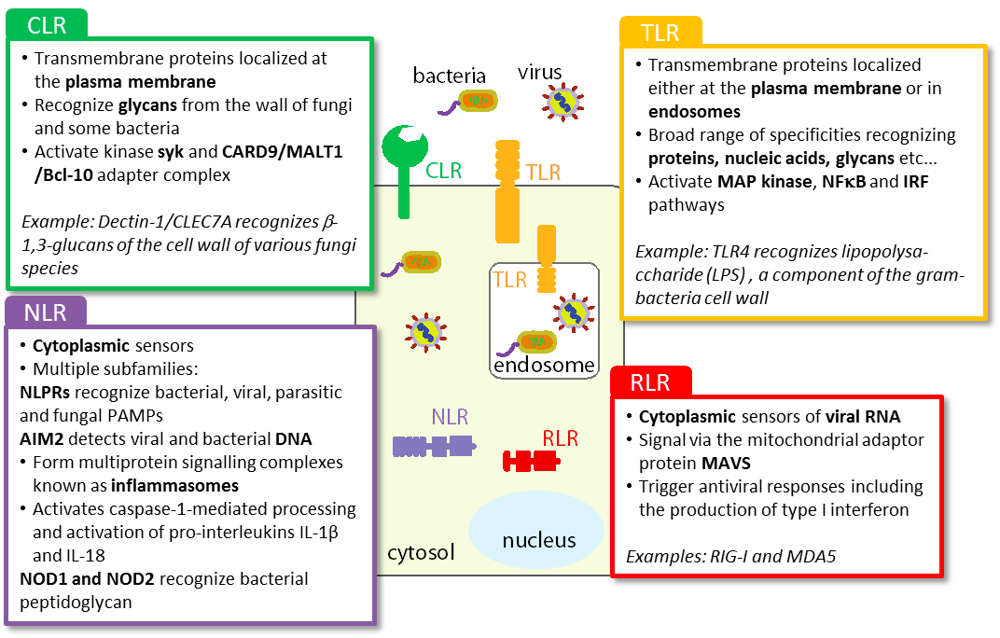 CLR
• Transmembrane proteins localized at
the plasma membrane
• Recognize glycans from the wall of fungi
and some bacteria
• Activate kinase syk and CARD9/MALT1
/Bcl-10 adapter complex
Example: Dectin-1/CLEC7A recognizes β-
1,3-glucans of the cell wall of various fungi
species
NLR
• Cytoplasmic sensors
• Multiple subfamilies:
NLPRs recognize bacterial, viral, parasitic
and fungal PAMPs
AIM2 detects viral and bacterial DNA
• Form multiprotein signalling complexes
known as inflammasomes
• Activates caspase-1-mediated processing
and activation of pro-interleukins IL-1β
and IL-18
NOD1 and NOD2 recognize bacterial
peptidoglycan
bacteria
virus
CLR
TLR
TLR
endosome
NLR
RLR
nucleus
cytosol
TLR
• Transmembrane proteins localized
either at the plasma membrane or in
endosomes
• Broad range of specificities recognizing
proteins, nucleic acids, glycans etc...
• Activate MAP kinase, NFκB and IRF
pathways
Example: TLR4 recognizes lipopolysa-
ccharide (LPS) , a component of the gram-
bacteria cell wall
RLR
• Cytoplasmic sensors of viral RNA
• Signal via the mitochondrial adaptor
protein MAVS
• Trigger antiviral responses including
the production of type I interferon
Examples: RIG-I and MDA5